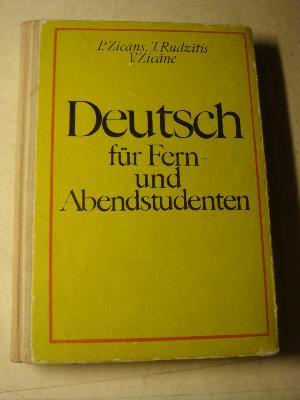 P. Zicans, J. Rudzītis
V. Zicāne
Deutsch
für Fern-
und
Abendstudenten